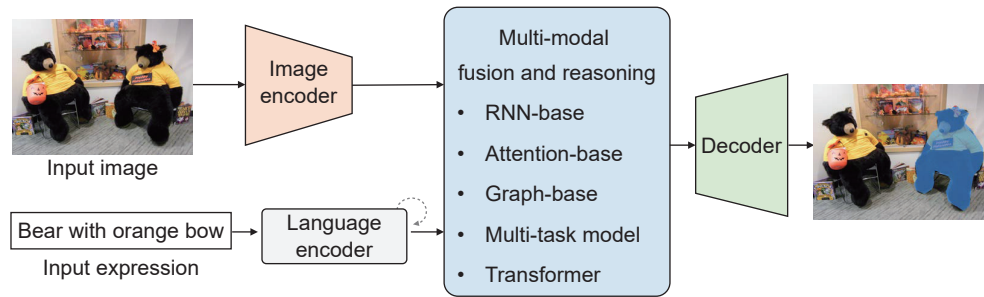 Input image
Image
encoder
Bear with orange bow
Input expression
Language
encoder
Multi-modal
fusion and reasoning
• RNN-base
• Attention-base
• Graph-base
• Multi-task model
• Transformer
Decoder